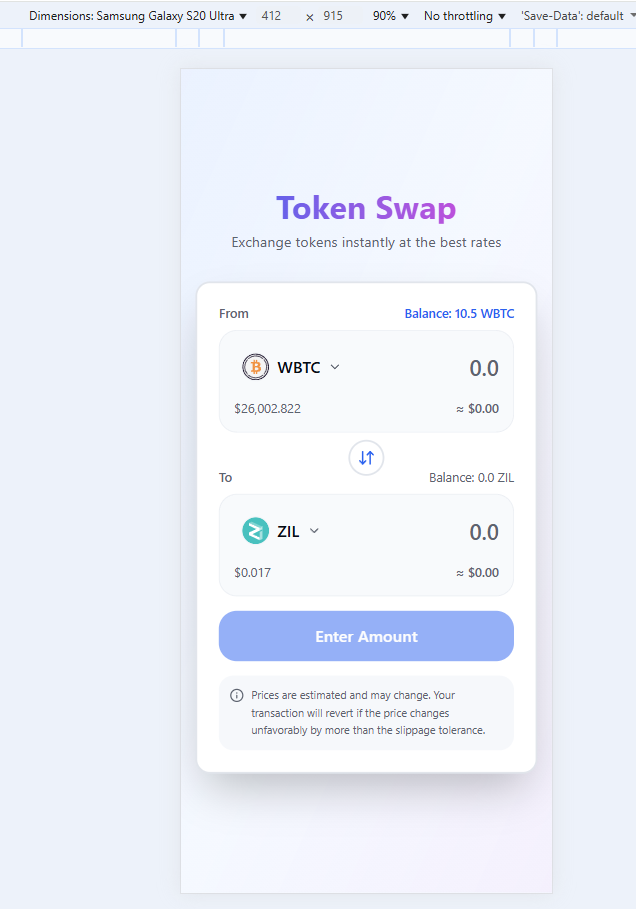 Dimensions: Samsung Galaxy S20 Ultra ▼ 412 × 915 90% ▼ No throttling ▼ 'Save-Data': default
Token Swap
Exchange tokens instantly at the best rates
From Balance: 10.5 WBTC
WBTC 0.0
$26,002.822 ≈ $0.00
To Balance: 0.0 ZIL
ZIL 0.0
$0.017 ≈ $0.00
Enter Amount
Prices are estimated and may change. Your
transaction will revert if the price changes
unfavorably by more than the slippage tolerance.